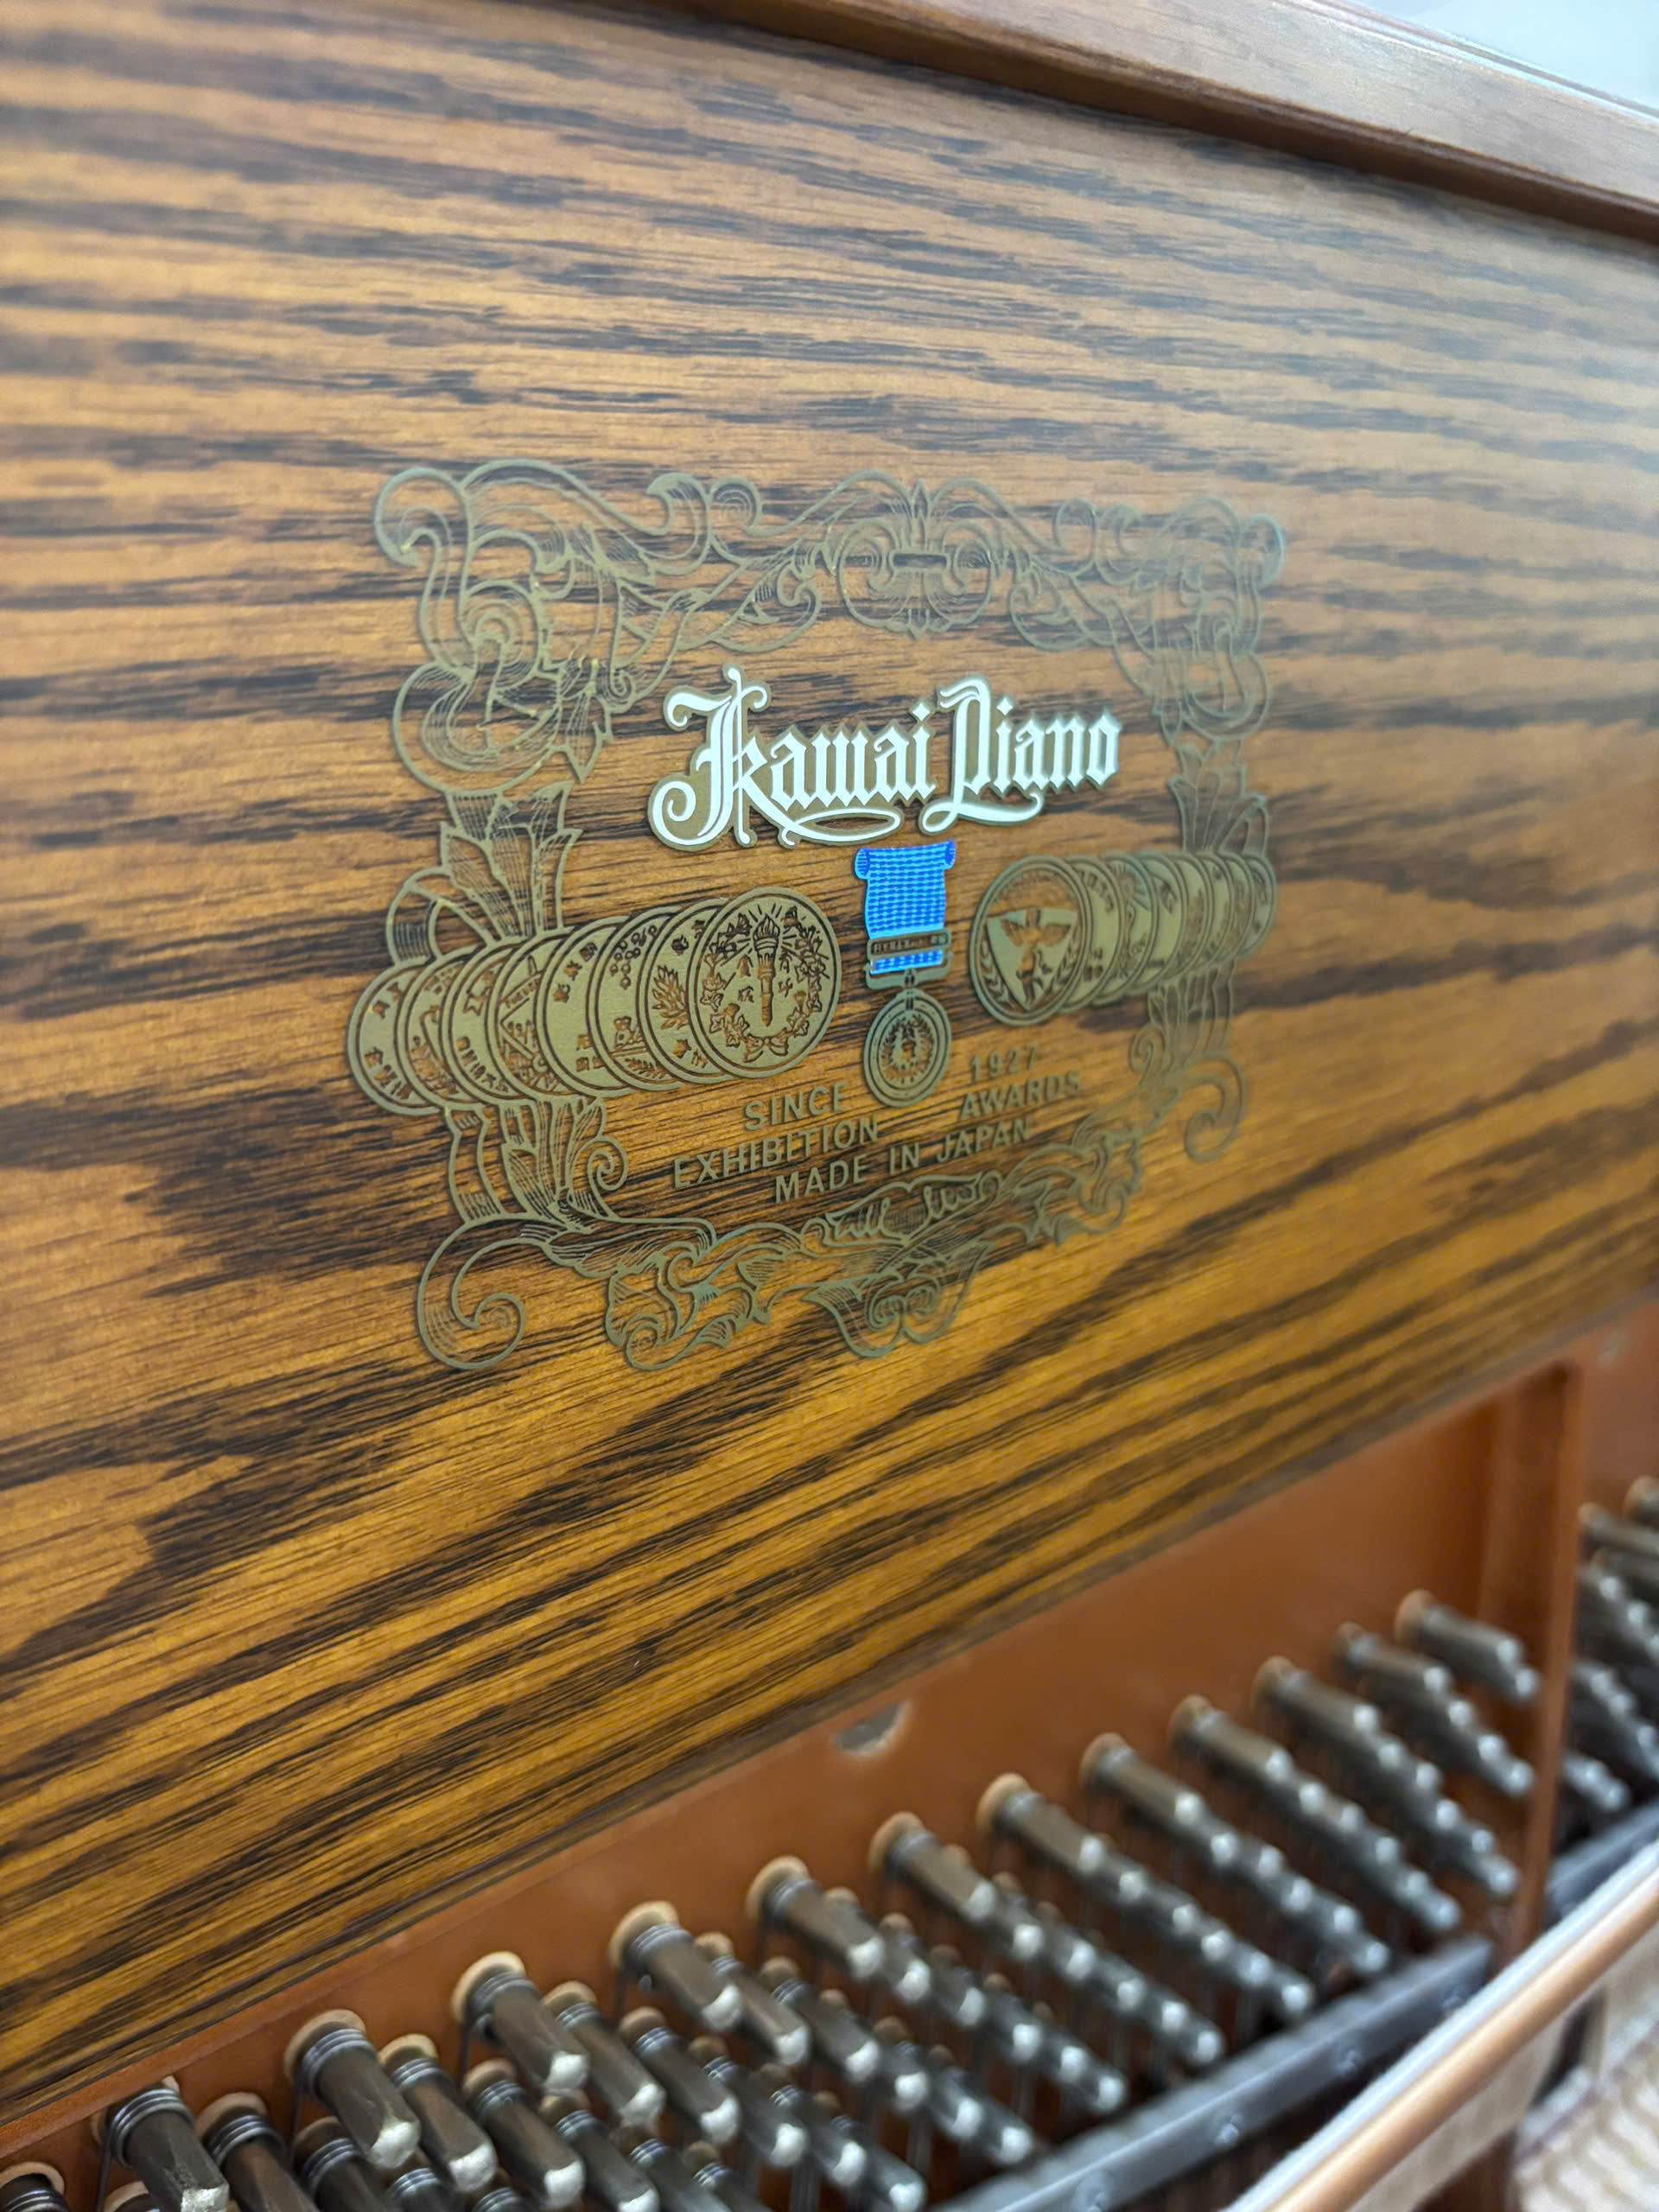 Kawai Piano
SINCE 1927
EXHIBITION AWARDS
MADE IN JAPAN